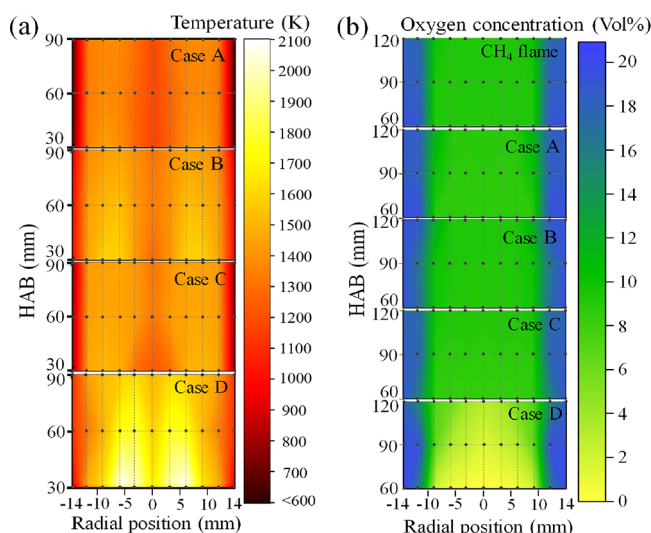 (a)
Temperature (K)
90
Case A
60
30
90
Case B
60
30
90
Case C
60
30
90
Case D
60
30
HAB (mm)
-14 -10 -5 0 5 10 14
Radial position (mm)
2100
2000
1900
1800
1700
1600
1500
1400
1300
1200
1100
1000
900
800
700
<600
(b)
Oxygen concentration (Vol%)
120
CH₄ flame
90
60
120
Case A
90
60
120
Case B
90
60
120
Case C
90
60
120
Case D
90
60
HAB (mm)
-14 -10 -5 0 5 10 14
Radial position (mm)
20
18
16
14
12
10
8
6
4
2
0